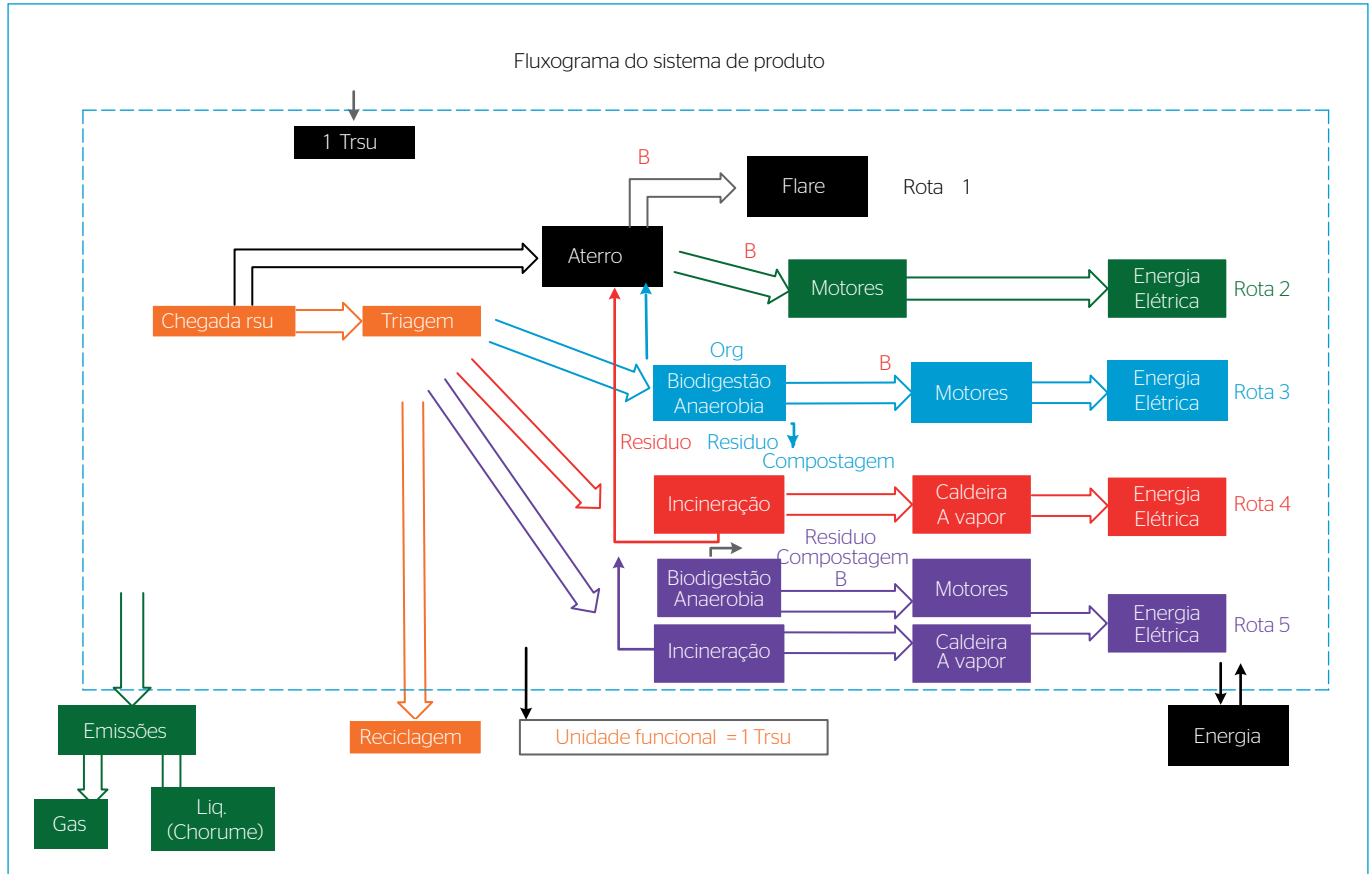 Fluxograma do sistema de produto
1 Trsu
B
Flare
Rota 1
Aterro
B
Motores
Energia
Elétrica
Rota 2
Chegada rsu
Triagem
Org
Biodigestão
Anaerobia
B
Motores
Energia
Elétrica
Rota 3
Residuo
Residuo
Compostagem
Incineração
Caldeira
A vapor
Energia
Elétrica
Rota 4
Residuo
Compostagem
B
Biodigestão
Anaerobia
Motores
Energia
Elétrica
Rota 5
Incineração
Caldeira
A vapor
Emissões
Reciclagem
Unidade funcional = 1 Trsu
Energia
Gas
Liq.
(Chorume)